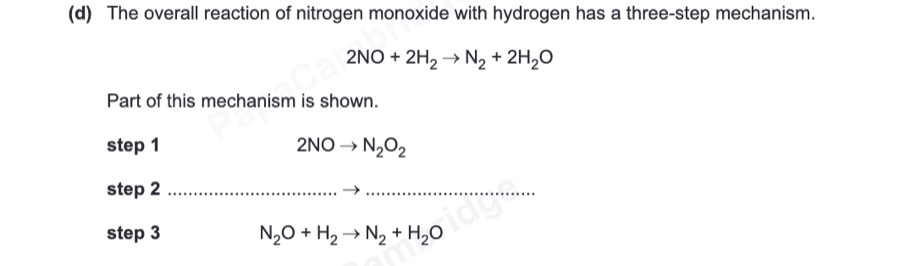 (d) The overall reaction of nitrogen monoxide with hydrogen has a three-step mechanism.
2NO + 2H₂ → N₂ + 2H₂O
Part of this mechanism is shown.
step 1 2NO → N₂O₂
step 2 .................................. → ..................................
step 3 N₂O + H₂ → N₂ + H₂O